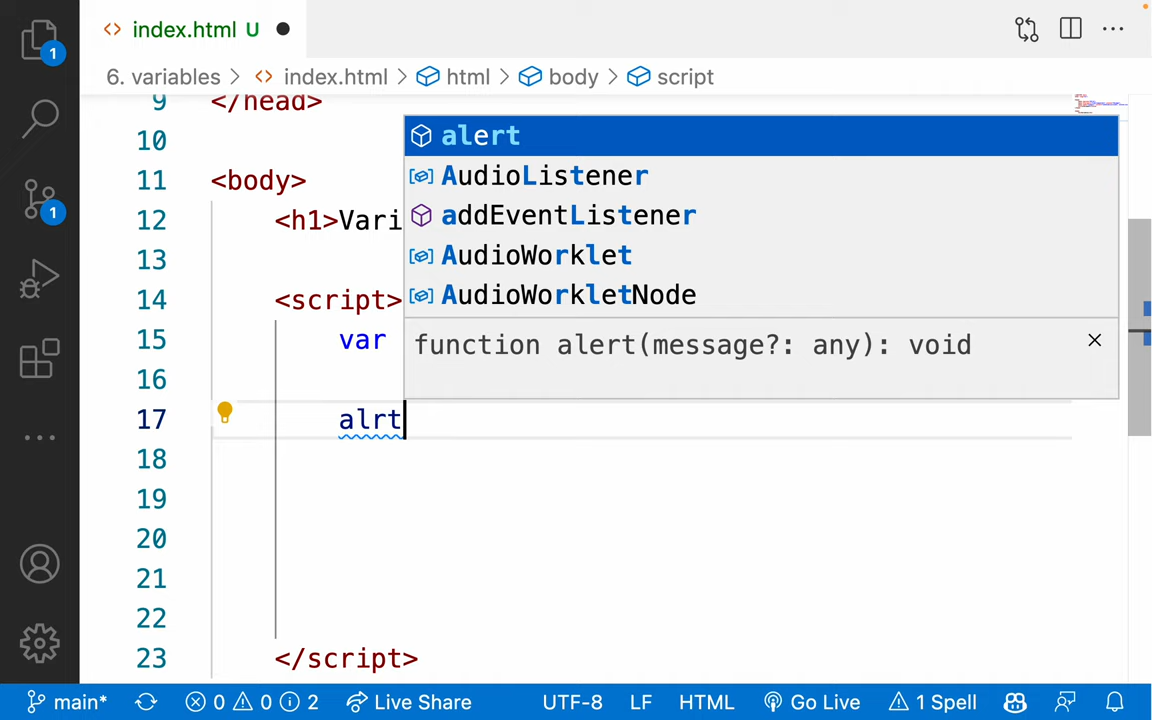 index.html U
6. variables > index.html > html > body > script
1
1
9 </head>
10
11 <body>
12 <h1>Vari
13
14 <script>
15 var
16
17 alrt
18
19
20
21
22
23 </script>
alert
AudioListener
addEventListener
AudioWorklet
AudioWorkletNode
function alert(message?: any): void
main* 0 0 2 Live Share UTF-8 LF HTML Go Live 1 Spell